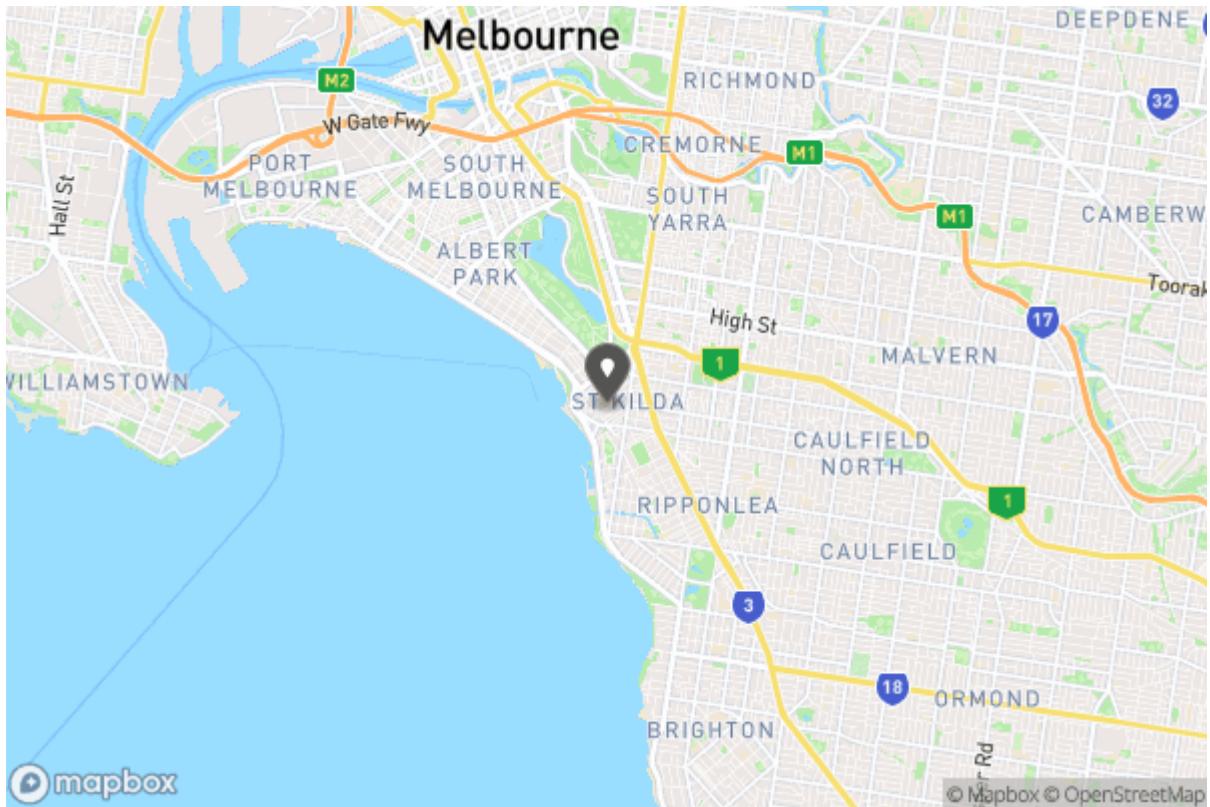 DEEPDENE
Melbourne
RICHMOND
M2
32
W Gate Fwy
CREMORNE
M1
PORT
MELBOURNE
SOUTH
MELBOURNE
SOUTH
YARRA
Hall St
M1
CAMBERW
ALBERT
PARK
Toorak
High St
17
MALVERN
1
WILLIAMSTOWN
ST KILDA
CAULFIELD
NORTH
RIPPONLEA
1
CAULFIELD
3
18
ORMOND
BRIGHTON
er Rd
mapbox
© Mapbox © OpenStreetMap